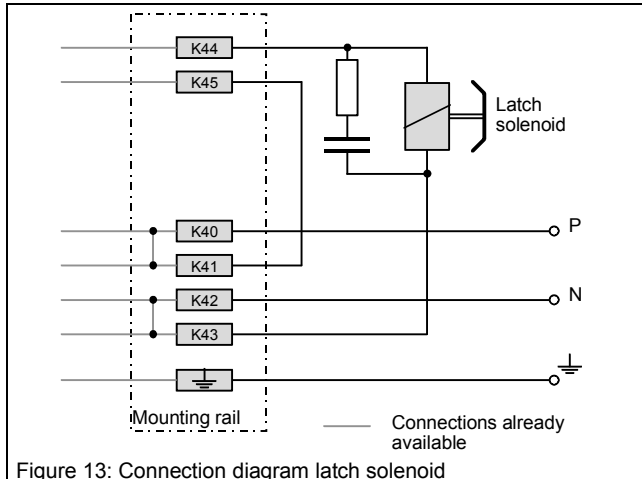 K44
K45
Latch
solenoid
K40
P
K41
K42
N
K43
Mounting rail
Connections already
available
Figure 13: Connection diagram latch solenoid